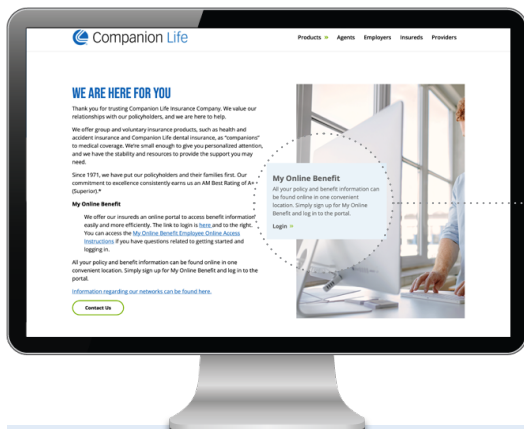 Companion Life
Products » Agents Employers Insureds Providers
WE ARE HERE FOR YOU
Thank you for trusting Companion Life Insurance Company. We value our
relationships with our policyholders, and we are here to help.
We offer group and voluntary insurance products, such as health and
accident insurance and Companion Life dental insurance, as "companions"
to medical coverage. We're small enough to give you personalized attention,
and we have the stability and resources to provide the support you may
need.
Since 1971, we have put our policyholders and their families first. Our
commitment to excellence consistently earns us an AM Best Rating of A+
(Superior).*
My Online Benefit
We offer our insureds an online portal to access benefit information
easily and more efficiently. The link to login is here and to the right.
You can access the My Online Benefit Employee Online Access
Instructions if you have questions related to getting started and
logging in.
All your policy and benefit information can be found online in one
convenient location. Simply sign up for My Online Benefit and log in to the
portal.
Information regarding our networks can be found here.
Contact Us
My Online Benefit
All your policy and benefit information can
be found online in one convenient
location. Simply sign up for My Online
Benefit and log in to the portal.
Login »